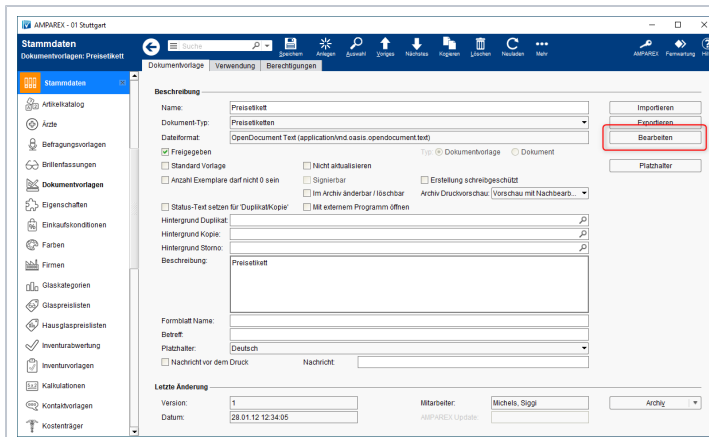 AMPAREX - 01 Stuttgart
Stammdaten
Dokumentvorlagen: Preisetikett
Suche
Speichern
Anlegen
Auswahl
Voriges
Nächstes
Kopieren
Löschen
Neuladen
Mehr
AMPAREX
Fernwartung
Dokumentvorlage Verwendung Berechtigungen
Stammdaten
Artikelkatalog
Ärzte
Befragungsvorlagen
Brillenfassungen
Dokumentvorlagen
Eigenschaften
Einkaufskonditionen
Farben
Firmen
Glaskategorien
Glaspreislisten
Hausglaspreislisten
Inventurabwertung
Inventurvorlagen
Kalkulationen
Kontaktvorlagen
Kostenträger
Beschreibung
Name: Preisetikett
Importieren
Dokument-Typ: Preisetiketten
Exportieren
Dateiformat: OpenDocument Text (application/vnd.oasis.opendocument.text)
Bearbeiten
Freigegeben Typ: Dokumentvorlage Dokument
Standard Vorlage Nicht aktualisieren
Platzhalter
Anzahl Exemplare darf nicht 0 sein Signierbar Erstellung schreibgeschützt
Im Archiv änderbar / löschbar Archiv Druckvorschau: Vorschau mit Nachbearb...
Status-Text setzen für 'Duplikat/Kopie' Mit externem Programm öffnen
Hintergrund Duplikat:
Hintergrund Kopie:
Hintergrund Storno:
Beschreibung: Preisetikett
Formblatt Name:
Betreff:
Platzhalter: Deutsch
Nachricht vor dem Druck Nachricht:
Letzte Änderung
Version: 1 Mitarbeiter: Michels, Siggi
Archiv
Datum: 28.01.12 12:34:05 AMPAREX Update: